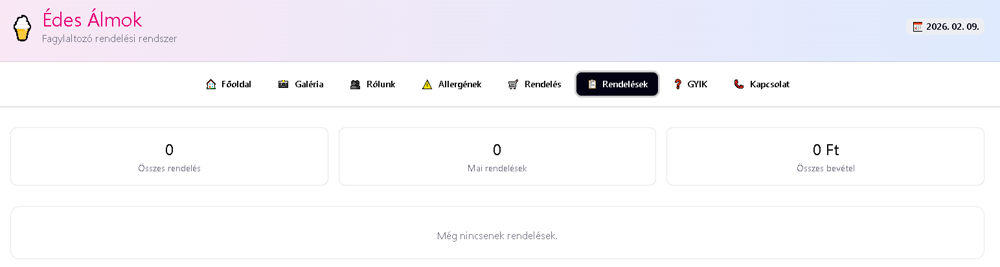 Édes Álmok
Fagylaltozó rendelési rendszer
2026. 02. 09.
Főoldal
Galéria
Rólunk
Allergének
Rendelés
Rendelések
GYIK
Kapcsolat
0
Összes rendelés
0
Mai rendelések
0 Ft
Összes bevétel
Még nincsenek rendelések.